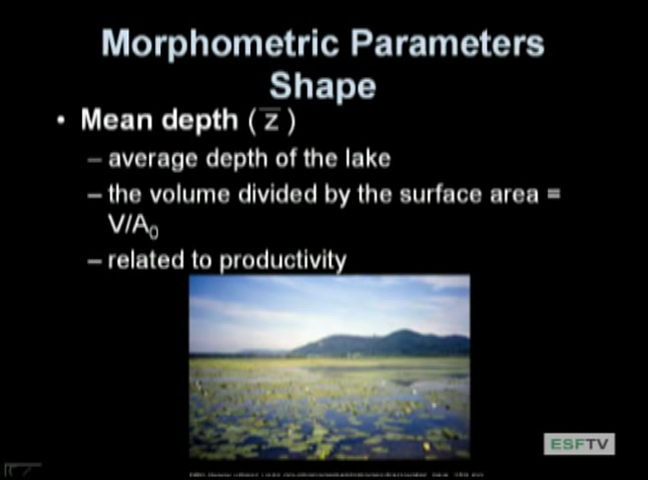 Morphometric Parameters
Shape
• Mean depth ( z̅ )
– average depth of the lake
– the volume divided by the surface area =
V/A₀
– related to productivity
ESFTV